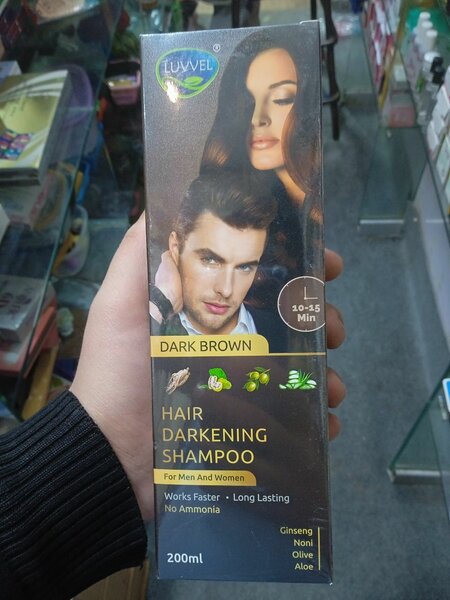 LUVVEL
®
10-15
Min
DARK BROWN
HAIR
DARKENING
SHAMPOO
For Men And Women
Works Faster • Long Lasting
No Ammonia
Ginseng
Noni
Olive
Aloe
200ml